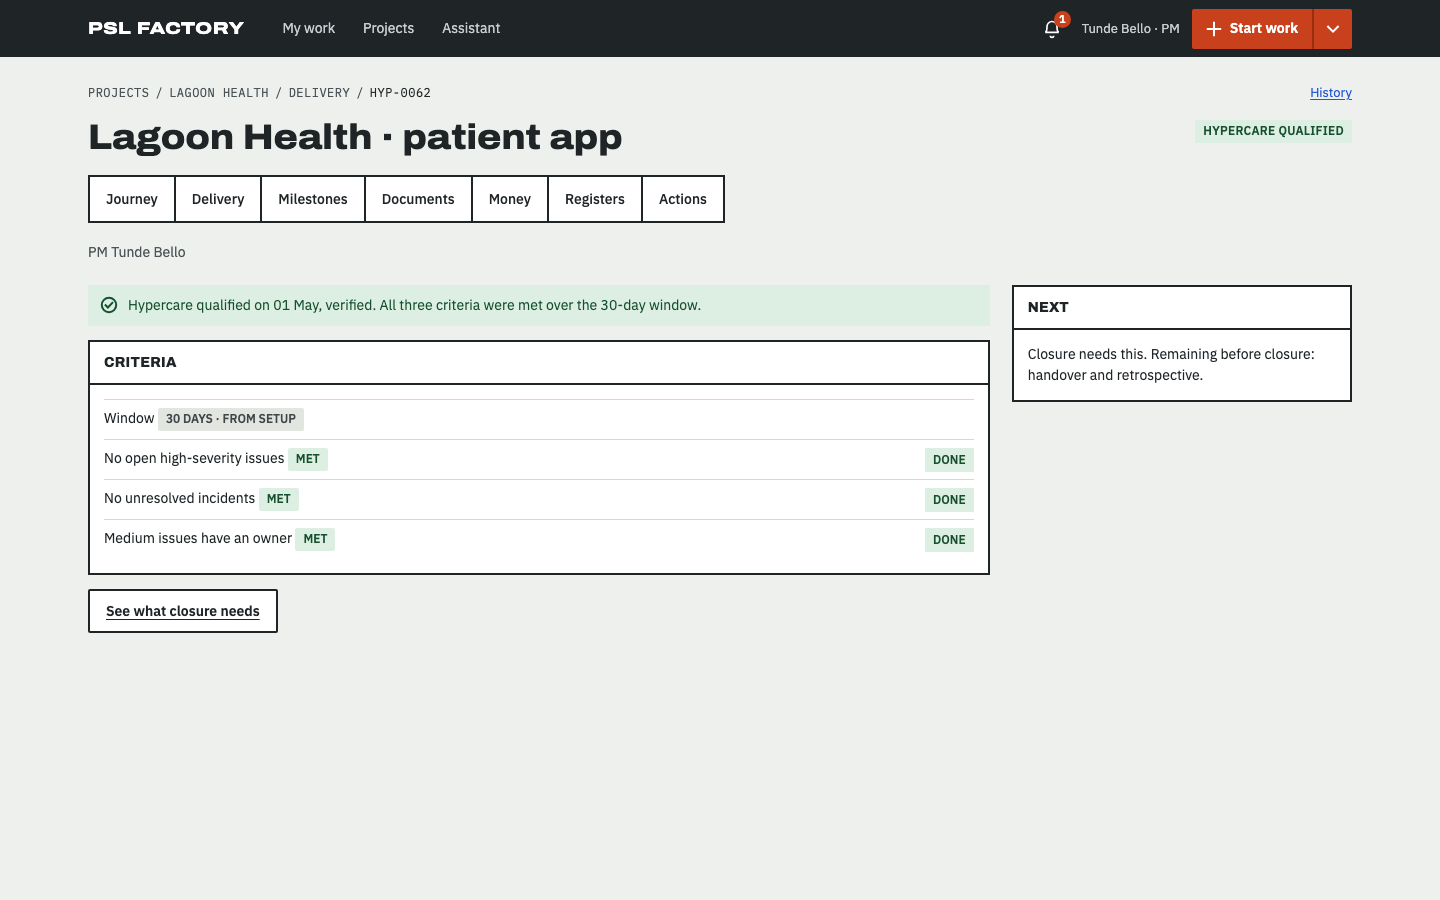 PSL FACTORY
My work
Projects
Assistant
1
Tunde Bello · PM
Start work
PROJECTS / LAGOON HEALTH / DELIVERY / HYP-0062
History
Lagoon Health · patient app
HYPERCARE QUALIFIED
Journey
Delivery
Milestones
Documents
Money
Registers
Actions
PM Tunde Bello
Hypercare qualified on 01 May, verified. All three criteria were met over the 30-day window.
CRITERIA
Window 30 DAYS · FROM SETUP
No open high-severity issues MET DONE
No unresolved incidents MET DONE
Medium issues have an owner MET DONE
See what closure needs
NEXT
Closure needs this. Remaining before closure:
handover and retrospective.